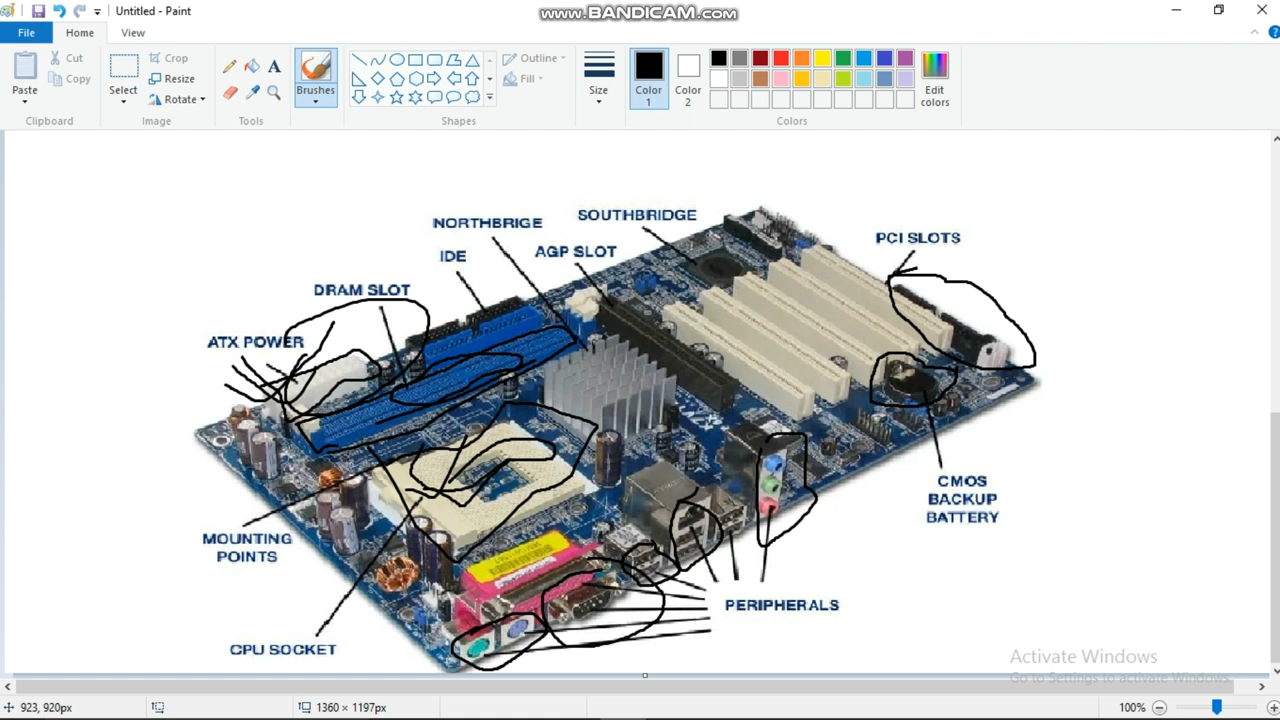 Untitled - Paint
www.BANDICAM.com
File
Home
View
Paste
Cut
Copy
Clipboard
Select
Crop
Resize
Rotate
Image
Tools
Brushes
Outline
Fill
Shapes
Size
Color 1
Color 2
Edit colors
Colors
NORTHBRIGE
SOUTHBRIDGE
PCI SLOTS
IDE
AGP SLOT
DRAM SLOT
ATX POWER
CMOS
BACKUP
BATTERY
MOUNTING
POINTS
PERIPHERALS
CPU SOCKET
Activate Windows
Go to Settings to activate Windows.
923, 920px
1360 × 1197px
100%